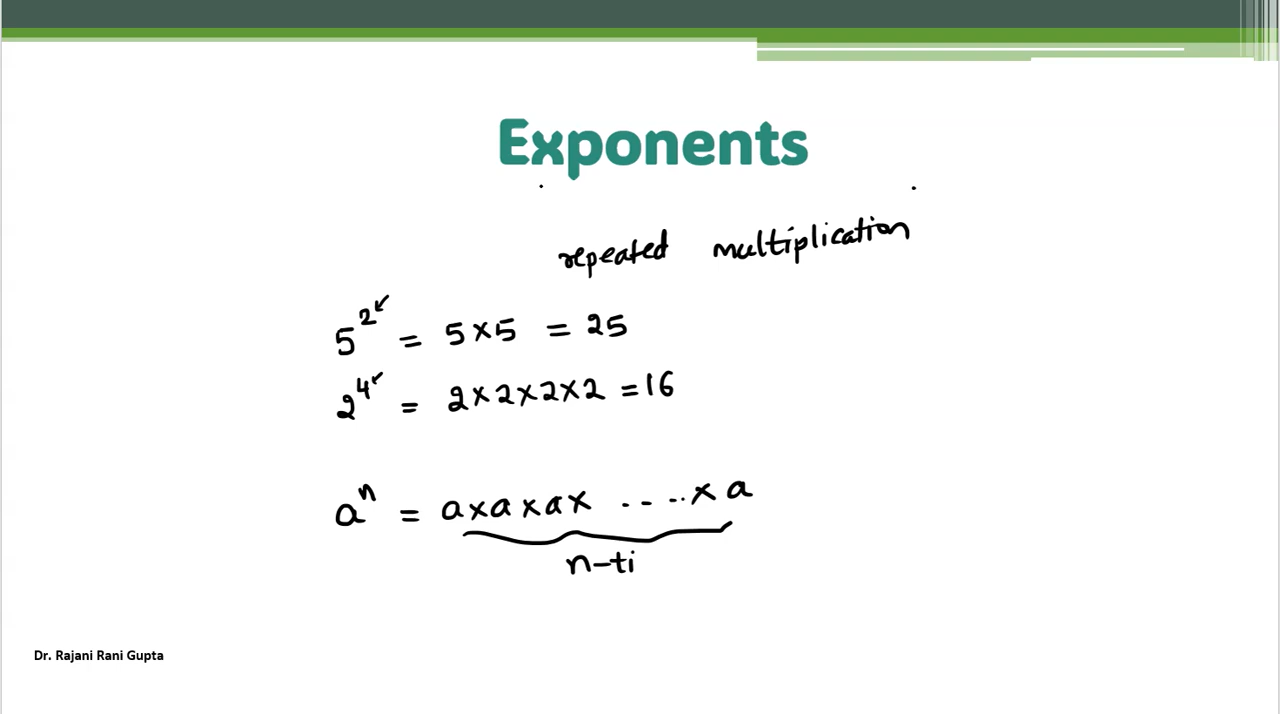 Exponents
repeated multiplication
5² = 5×5 = 25
2⁴ = 2×2×2×2 = 16
aⁿ = a×a×a× ..... × a
n-ti
Dr. Rajani Rani Gupta